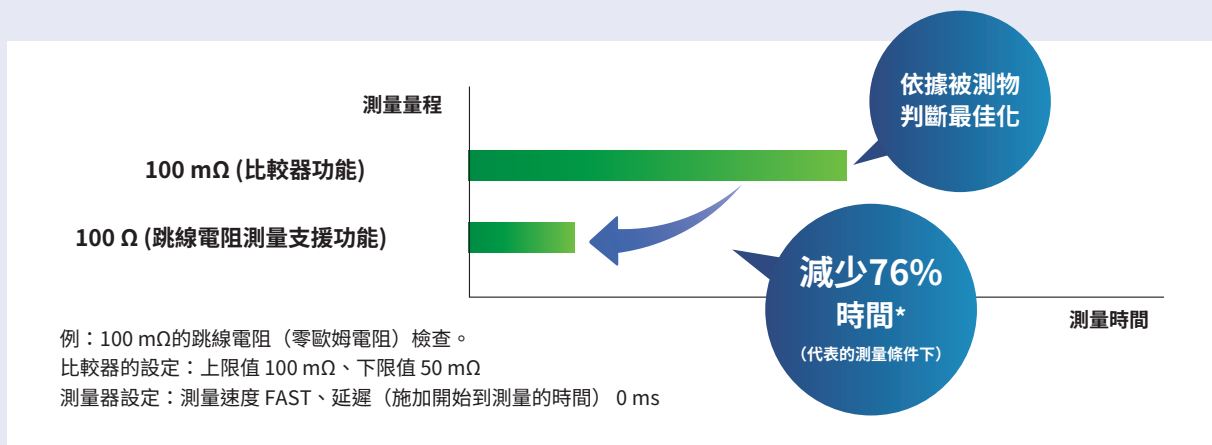 測量量程
依據被測物
判斷最佳化
100 mΩ (比較器功能)
100 Ω (跳線電阻測量支援功能)
減少76%
時間*
(代表的測量條件下)
測量時間
例：100 mΩ的跳線電阻（零歐姆電阻）檢查。
比較器的設定：上限值 100 mΩ、下限值 50 mΩ
測量器設定：測量速度 FAST、延遲（施加開始到測量的時間） 0 ms